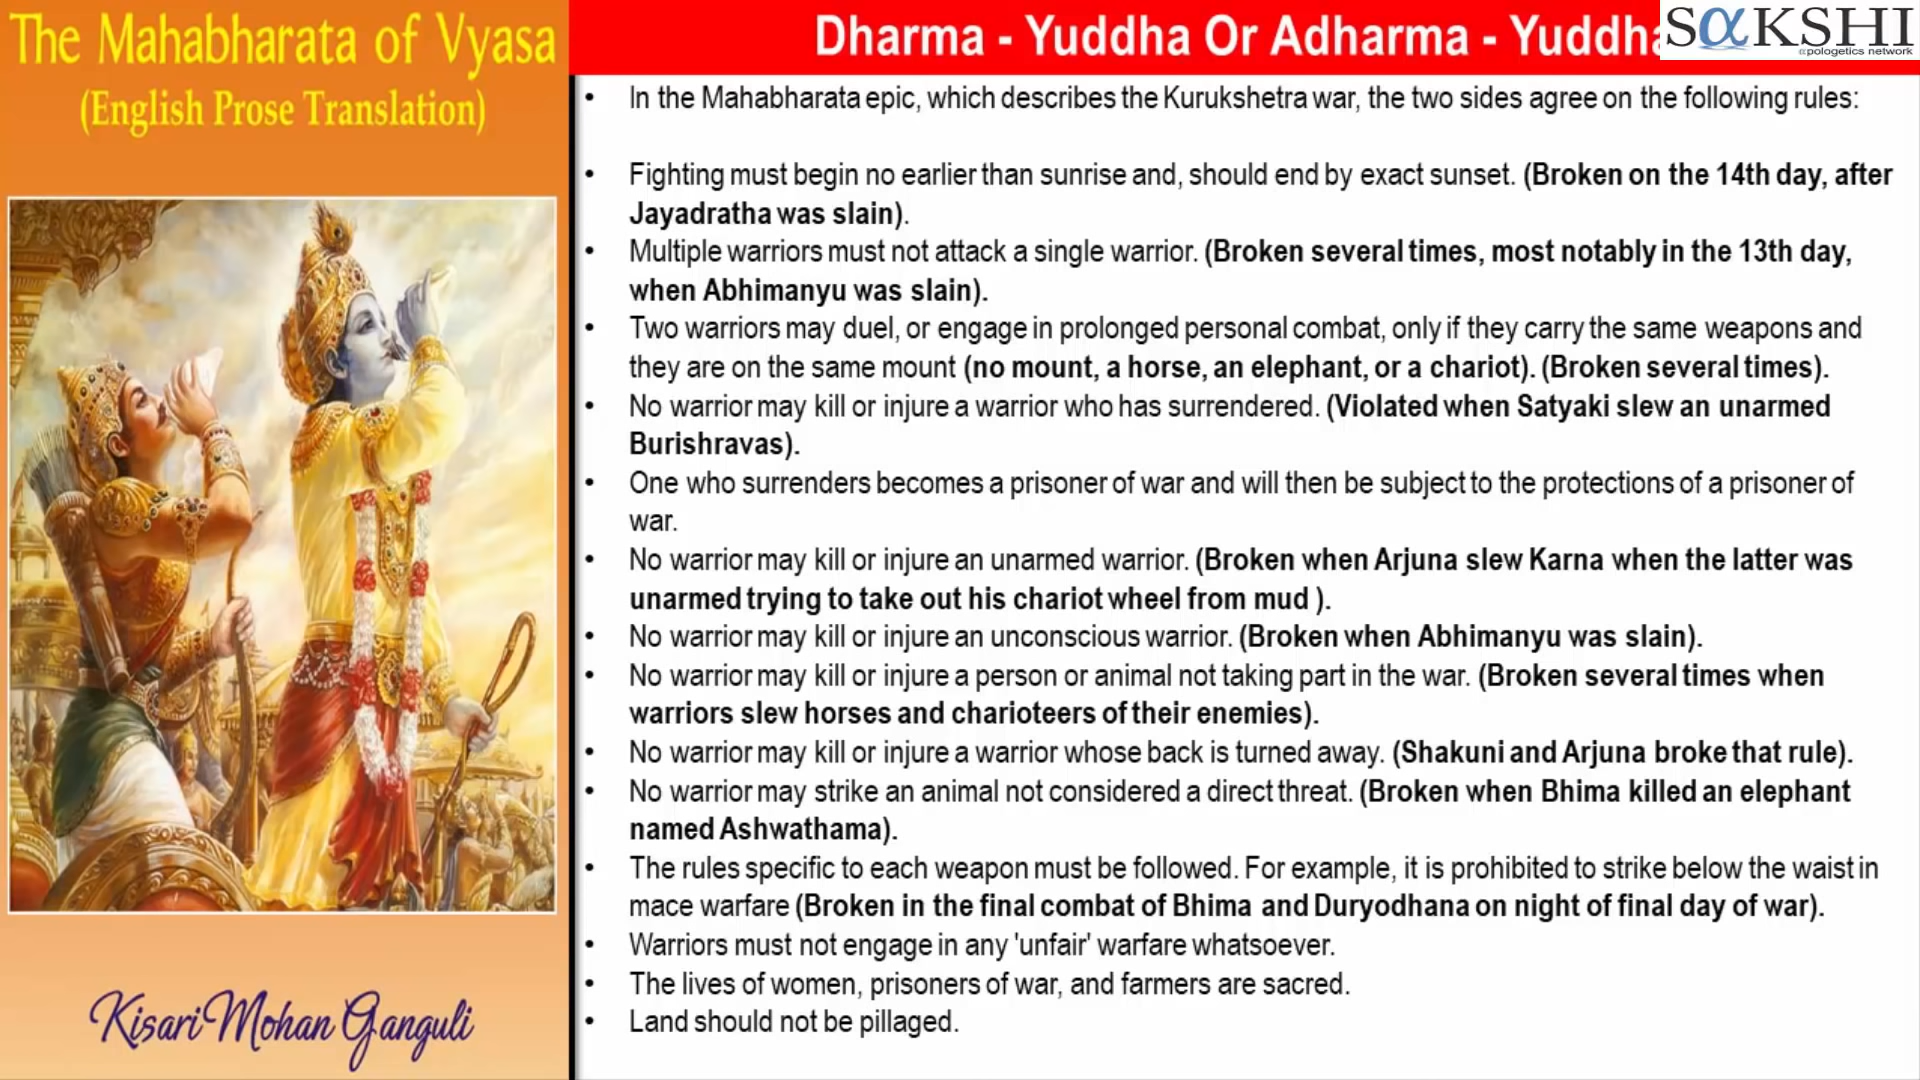 The Mahabharata of Vyasa
(English Prose Translation)
Kisari Mohan Ganguli
Dharma - Yuddha Or Adharma - Yuddha
SαKSHI
αpologetics network
• In the Mahabharata epic, which describes the Kurukshetra war, the two sides agree on the following rules:
• Fighting must begin no earlier than sunrise and, should end by exact sunset. (Broken on the 14th day, after
Jayadratha was slain).
• Multiple warriors must not attack a single warrior. (Broken several times, most notably in the 13th day,
when Abhimanyu was slain).
• Two warriors may duel, or engage in prolonged personal combat, only if they carry the same weapons and
they are on the same mount (no mount, a horse, an elephant, or a chariot). (Broken several times).
• No warrior may kill or injure a warrior who has surrendered. (Violated when Satyaki slew an unarmed
Burishravas).
• One who surrenders becomes a prisoner of war and will then be subject to the protections of a prisoner of
war.
• No warrior may kill or injure an unarmed warrior. (Broken when Arjuna slew Karna when the latter was
unarmed trying to take out his chariot wheel from mud ).
• No warrior may kill or injure an unconscious warrior. (Broken when Abhimanyu was slain).
• No warrior may kill or injure a person or animal not taking part in the war. (Broken several times when
warriors slew horses and charioteers of their enemies).
• No warrior may kill or injure a warrior whose back is turned away. (Shakuni and Arjuna broke that rule).
• No warrior may strike an animal not considered a direct threat. (Broken when Bhima killed an elephant
named Ashwathama).
• The rules specific to each weapon must be followed. For example, it is prohibited to strike below the waist in
mace warfare (Broken in the final combat of Bhima and Duryodhana on night of final day of war).
• Warriors must not engage in any 'unfair' warfare whatsoever.
• The lives of women, prisoners of war, and farmers are sacred.
• Land should not be pillaged.